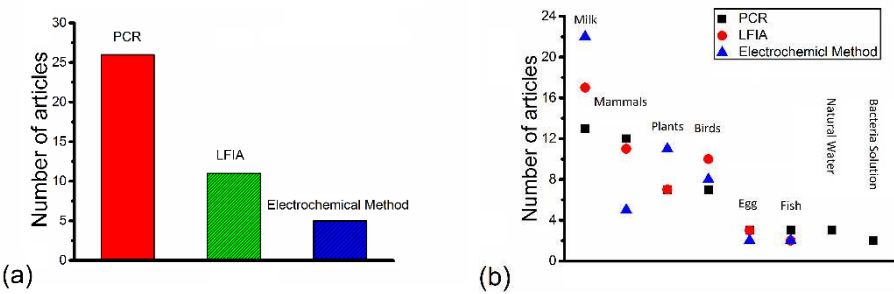 30
25
20
15
10
5
0
Number of articles
PCR
LFIA
Electrochemical Method
(a)
24
20
16
12
8
4
0
Number of articles
PCR
LFIA
Electrochemicl Method
Milk
Mammals
Plants
Birds
Egg
Fish
Natural Water
Bacteria Solution
(b)